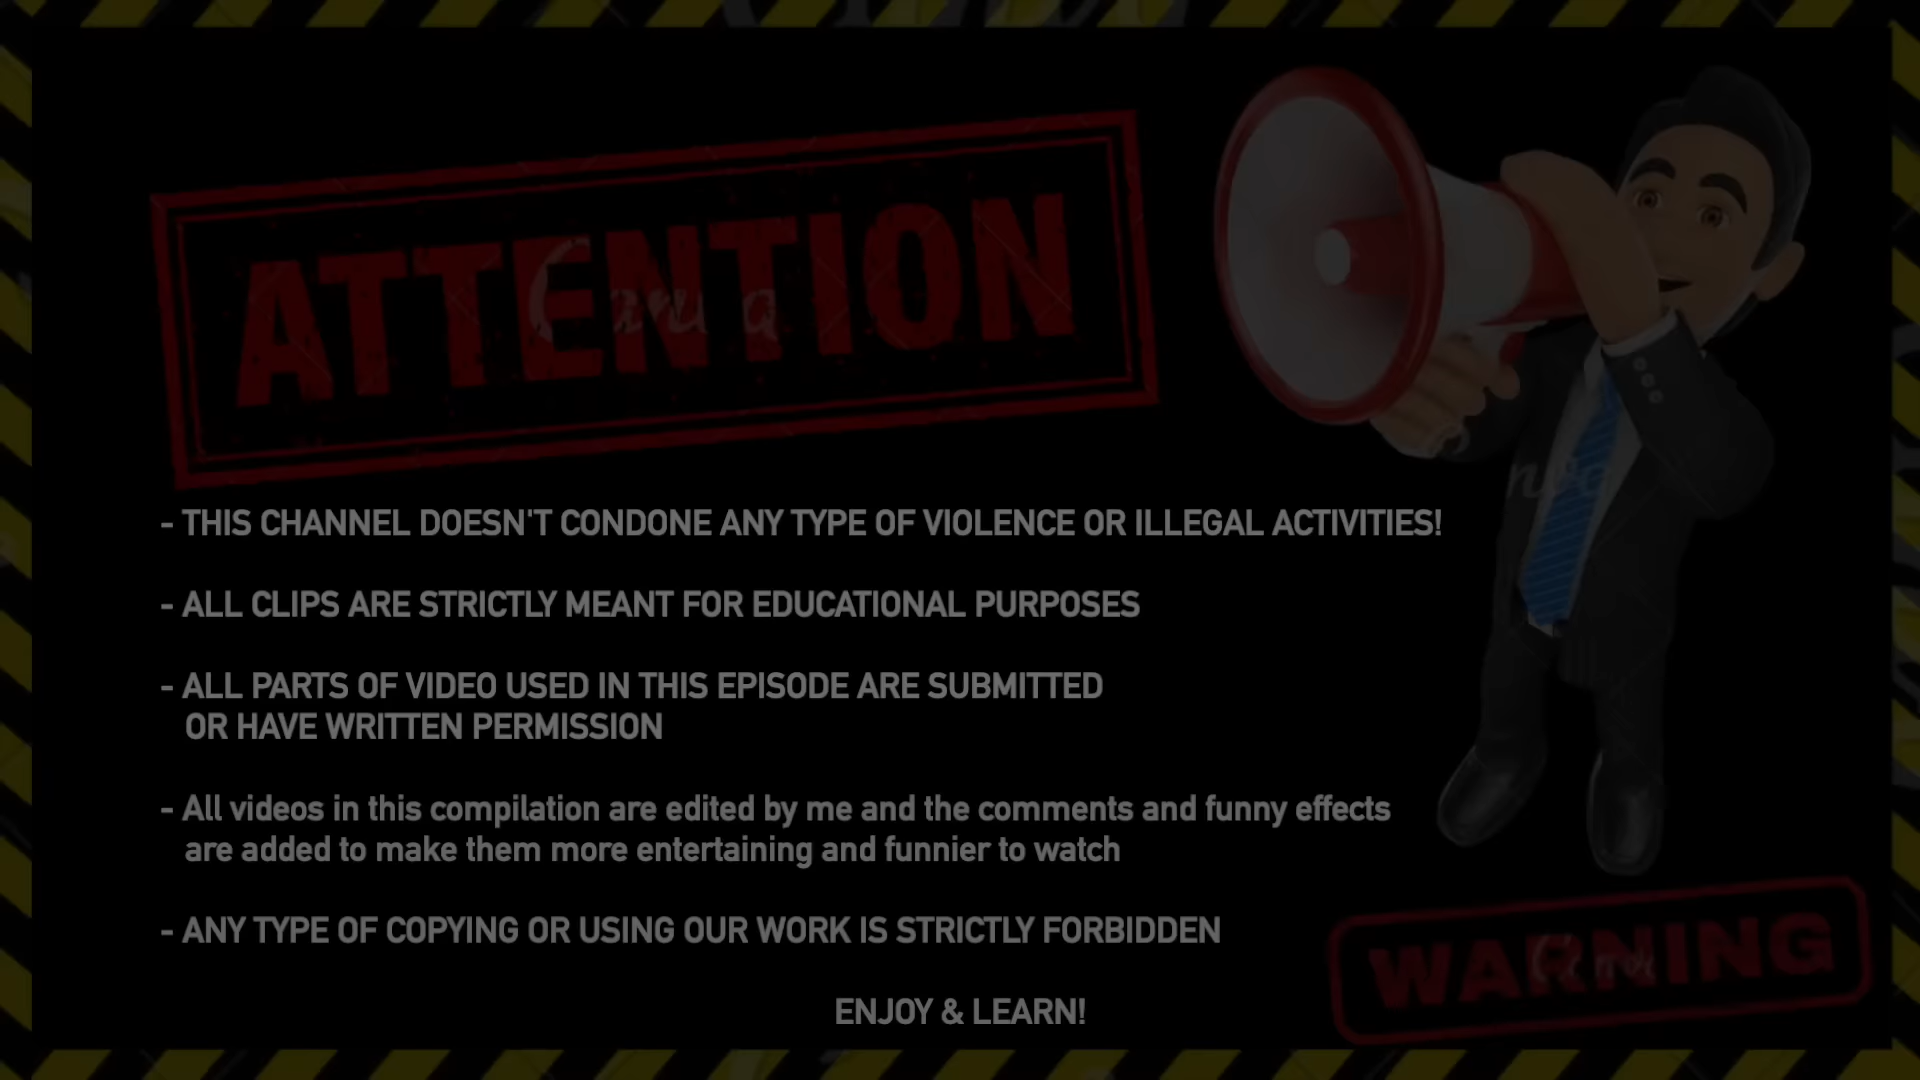 ATTENTION
Canva
- THIS CHANNEL DOESN'T CONDONE ANY TYPE OF VIOLENCE OR ILLEGAL ACTIVITIES!
- ALL CLIPS ARE STRICTLY MEANT FOR EDUCATIONAL PURPOSES
- ALL PARTS OF VIDEO USED IN THIS EPISODE ARE SUBMITTED
OR HAVE WRITTEN PERMISSION
- All videos in this compilation are edited by me and the comments and funny effects
are added to make them more entertaining and funnier to watch
- ANY TYPE OF COPYING OR USING OUR WORK IS STRICTLY FORBIDDEN
WARNING
ENJOY & LEARN!